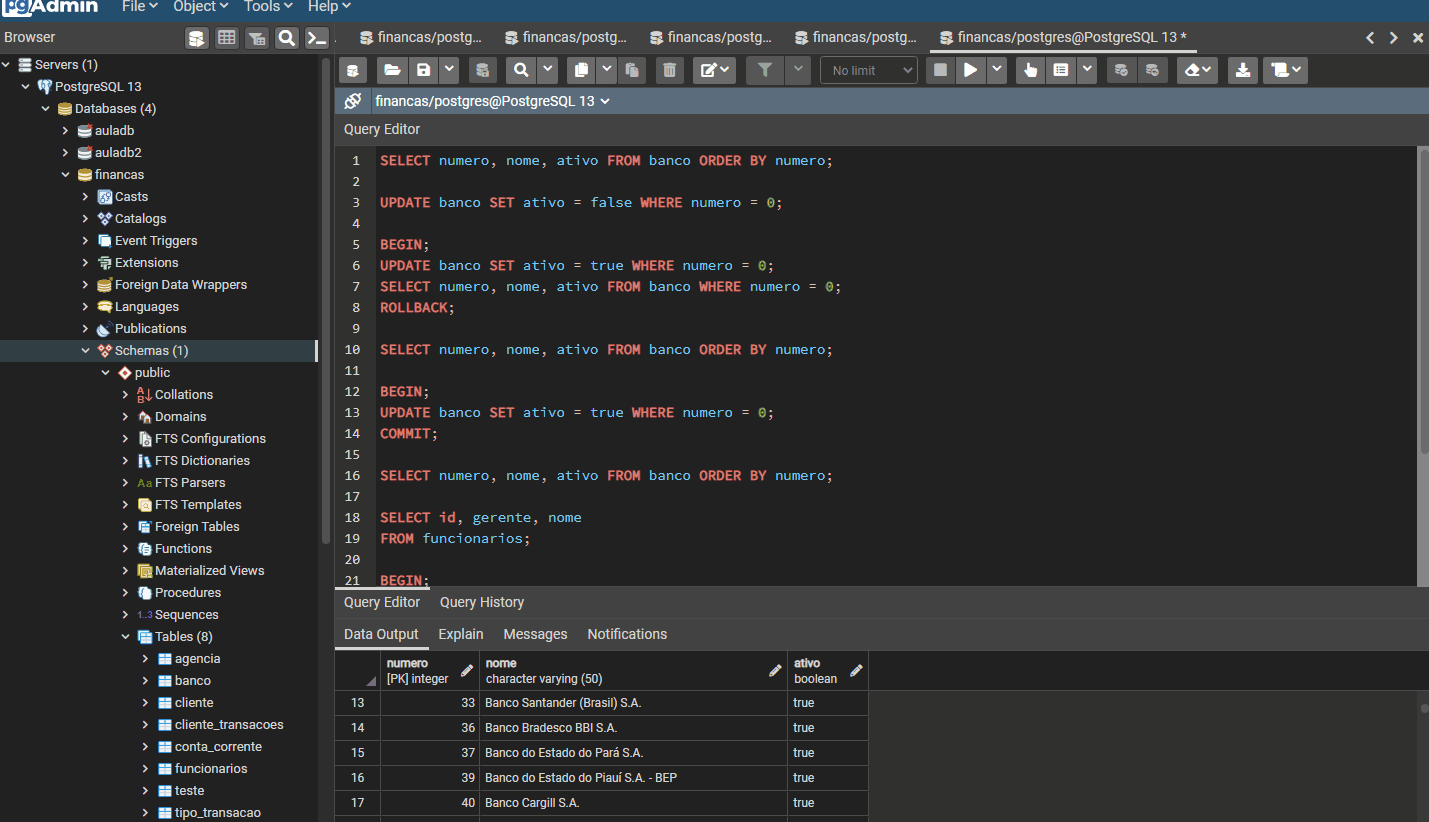 pgAdmin File Object Tools Help
Browser
financas/postg...
financas/postg...
financas/postg...
financas/postg...
financas/postgres@PostgreSQL 13 *
No limit
financas/postgres@PostgreSQL 13
Query Editor
Servers (1)
PostgreSQL 13
Databases (4)
auladb
auladb2
financas
Casts
Catalogs
Event Triggers
Extensions
Foreign Data Wrappers
Languages
Publications
Schemas (1)
public
Collations
Domains
FTS Configurations
FTS Dictionaries
Aa FTS Parsers
FTS Templates
Foreign Tables
Functions
Materialized Views
Procedures
1..3 Sequences
Tables (8)
agencia
banco
cliente
cliente_transacoes
conta_corrente
funcionarios
teste
tipo_transacao
1 SELECT numero, nome, ativo FROM banco ORDER BY numero;
2
3 UPDATE banco SET ativo = false WHERE numero = 0;
4
5 BEGIN;
6 UPDATE banco SET ativo = true WHERE numero = 0;
7 SELECT numero, nome, ativo FROM banco WHERE numero = 0;
8 ROLLBACK;
9
10 SELECT numero, nome, ativo FROM banco ORDER BY numero;
11
12 BEGIN;
13 UPDATE banco SET ativo = true WHERE numero = 0;
14 COMMIT;
15
16 SELECT numero, nome, ativo FROM banco ORDER BY numero;
17
18 SELECT id, gerente, nome
19 FROM funcionarios;
20
21 BEGIN;
Query Editor Query History
Data Output Explain Messages Notifications
numero nome ativo
[PK] integer character varying (50) boolean
13 33 Banco Santander (Brasil) S.A. true
14 36 Banco Bradesco BBI S.A. true
15 37 Banco do Estado do Pará S.A. true
16 39 Banco do Estado do Piauí S.A. - BEP true
17 40 Banco Cargill S.A. true